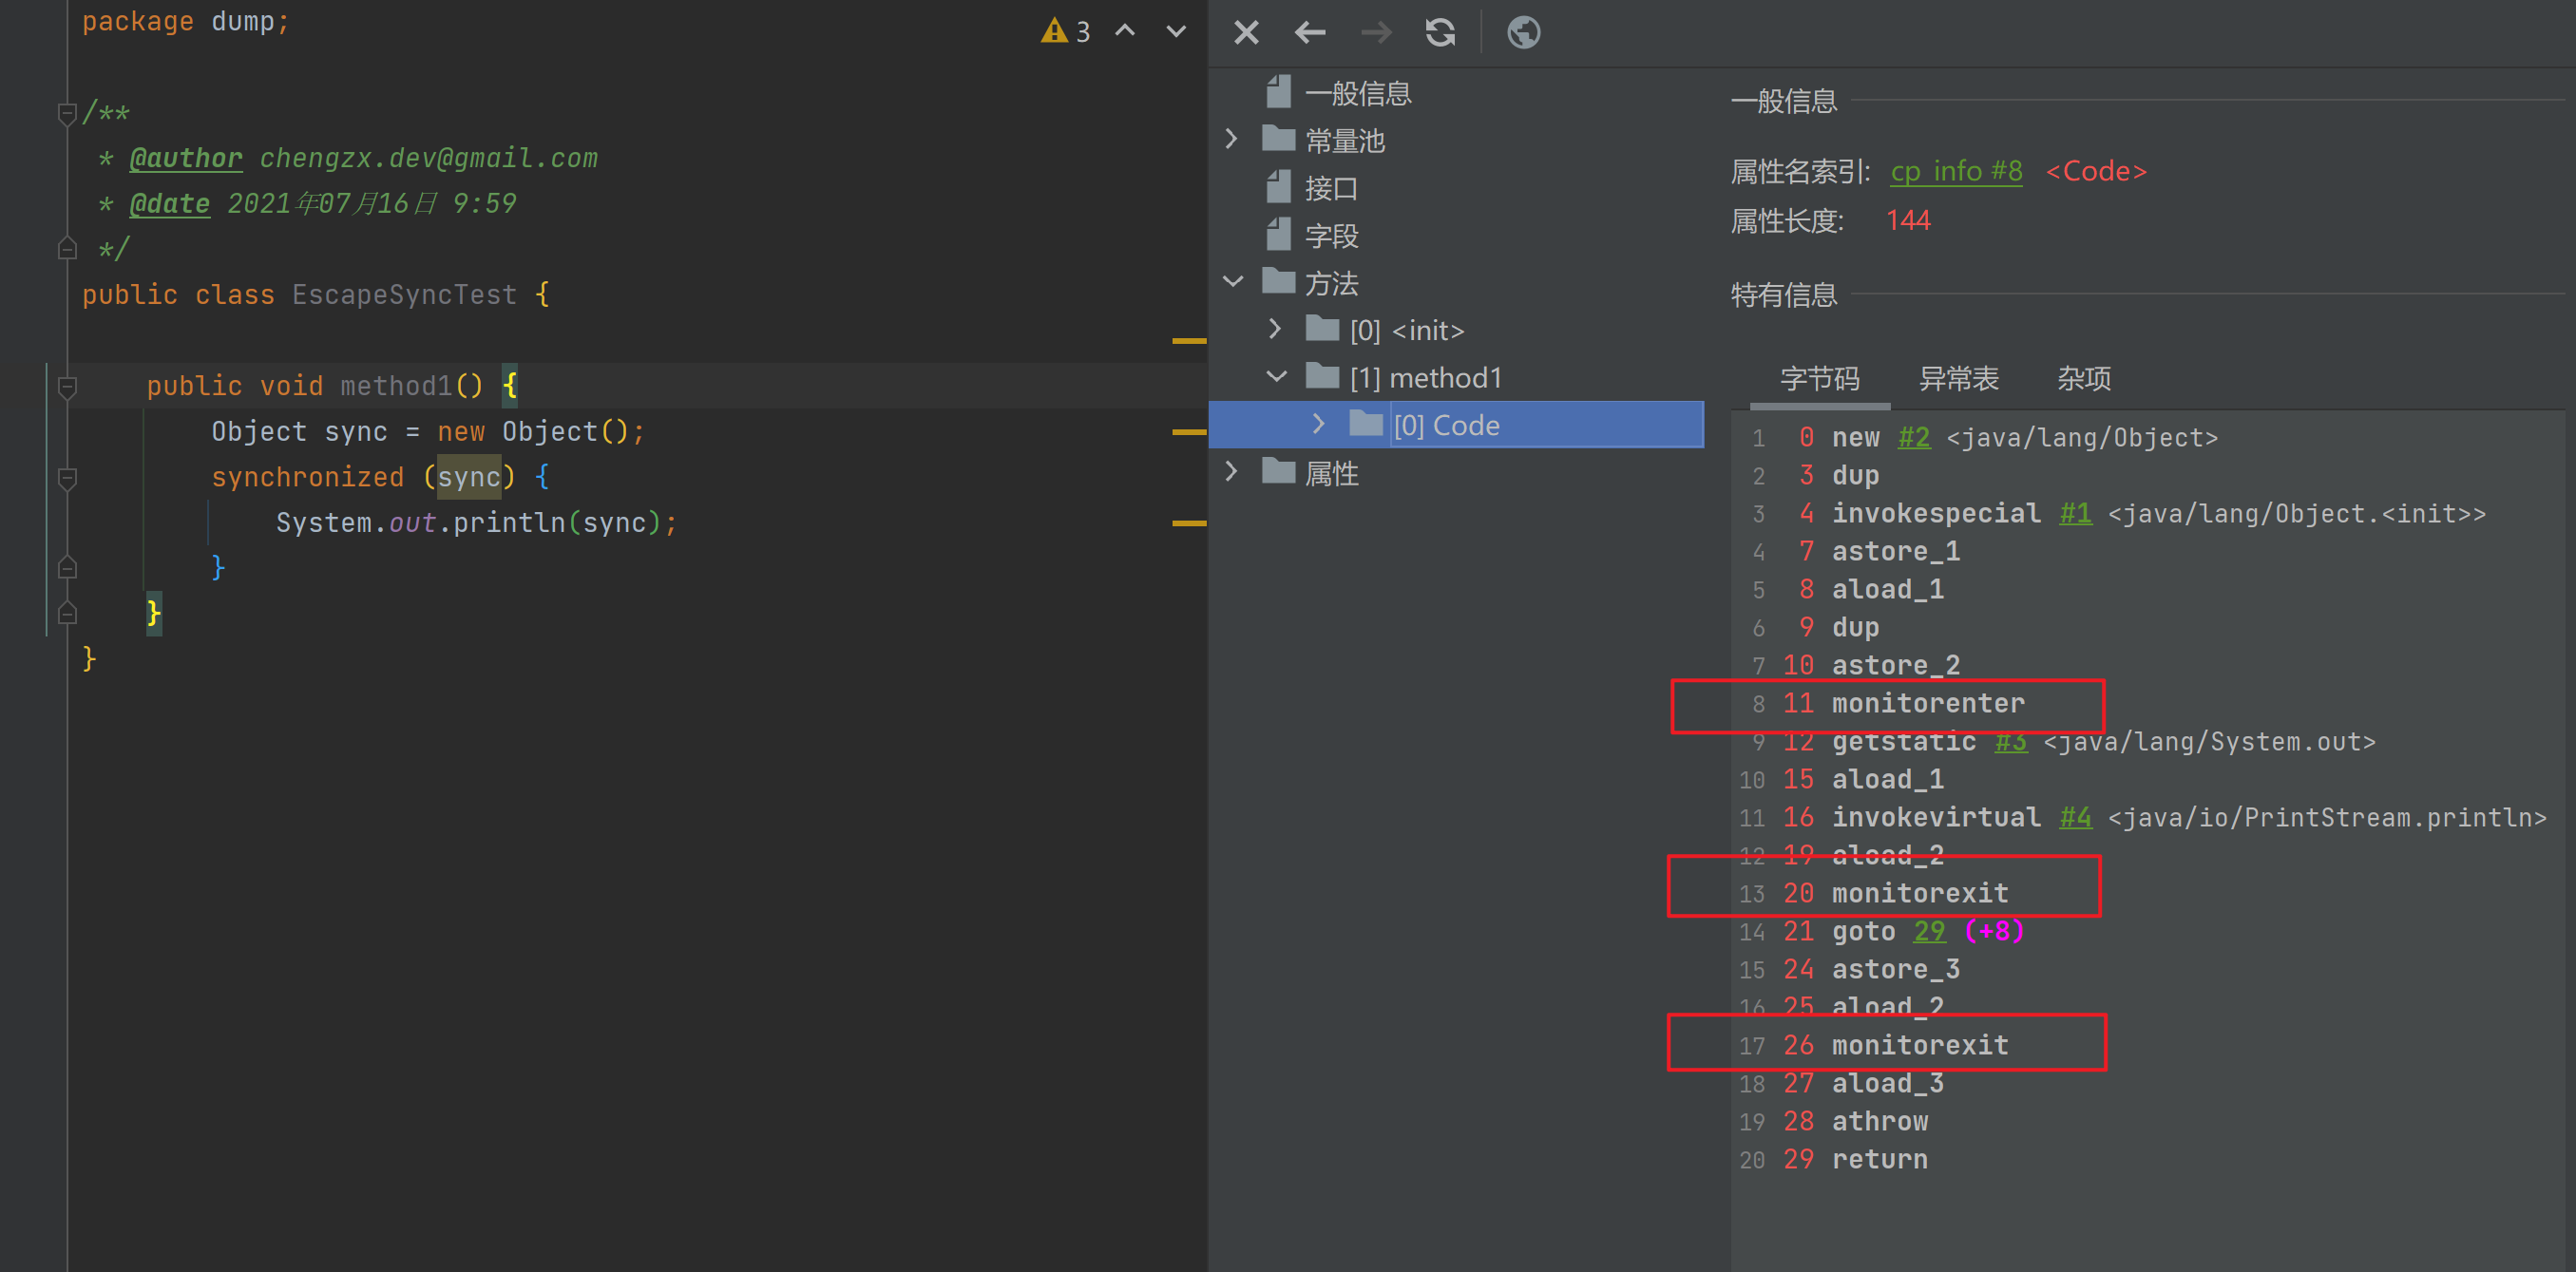 package dump;
/**
* @author chengzx.dev@gmail.com
* @date 2021年07月16日 9:59
*/
public class EscapeSyncTest {
public void method1() {
Object sync = new Object();
synchronized (sync) {
System.out.println(sync);
}
}
}
3
一般信息
常量池
接口
字段
方法
[0] <init>
[1] method1
[0] Code
属性
一般信息
属性名索引: cp_info #8 <Code>
属性长度: 144
特有信息
字节码 异常表 杂项
1 0 new #2 <java/lang/Object>
2 3 dup
3 4 invokespecial #1 <java/lang/Object.<init>>
4 7 astore_1
5 8 aload_1
6 9 dup
7 10 astore_2
8 11 monitorenter
9 12 getstatic #3 <java/lang/System.out>
10 15 aload_1
11 16 invokevirtual #4 <java/io/PrintStream.println>
12 19 aload_2
13 20 monitorexit
14 21 goto 29 (+8)
15 24 astore_3
16 25 aload_2
17 26 monitorexit
18 27 aload_3
19 28 athrow
20 29 return